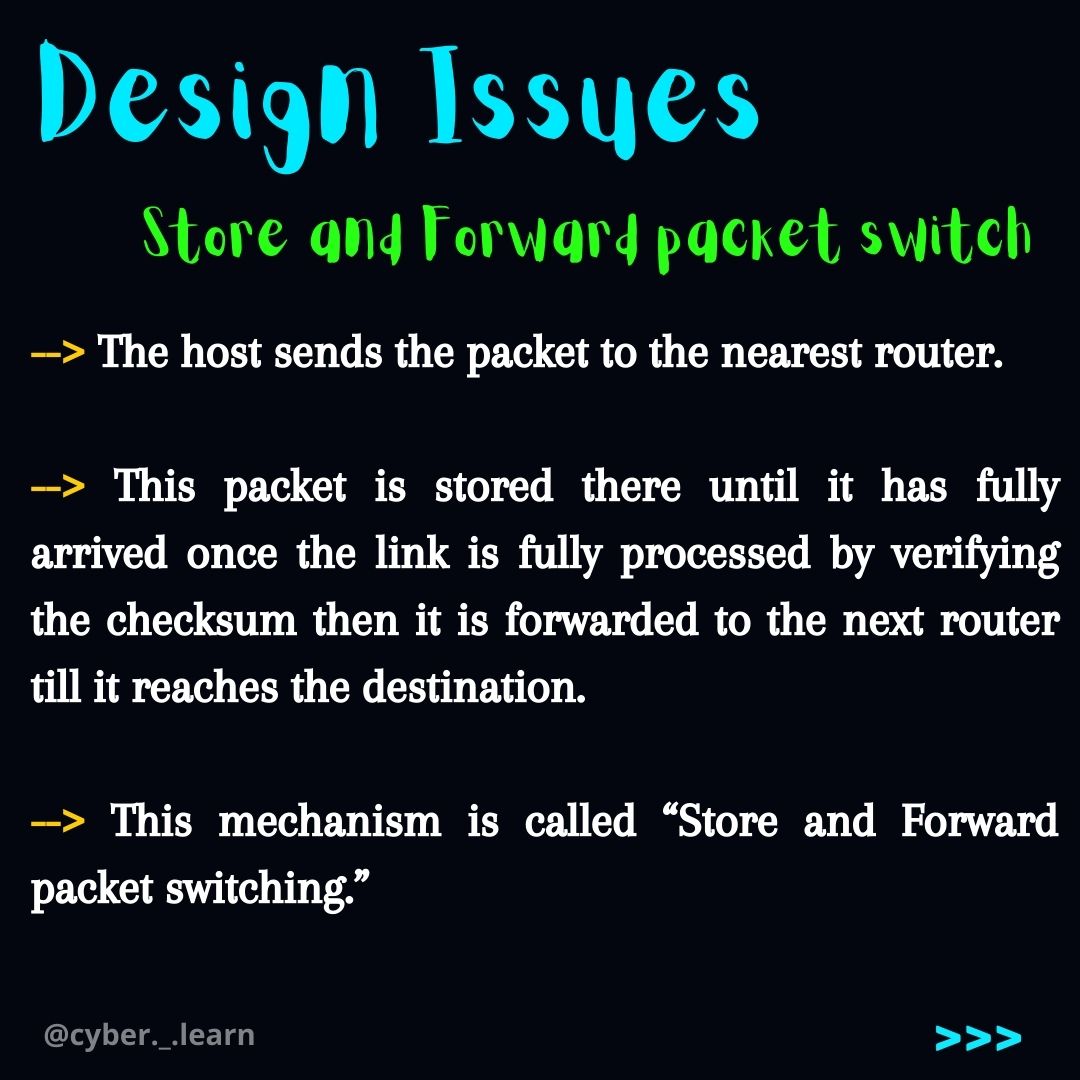 Design Issues
Store and Forward packet switch
--> The host sends the packet to the nearest router.
--> This packet is stored there until it has fully
arrived once the link is fully processed by verifying
the checksum then it is forwarded to the next router
till it reaches the destination.
--> This mechanism is called “Store and Forward
packet switching.”
@cyber._.learn
>>>